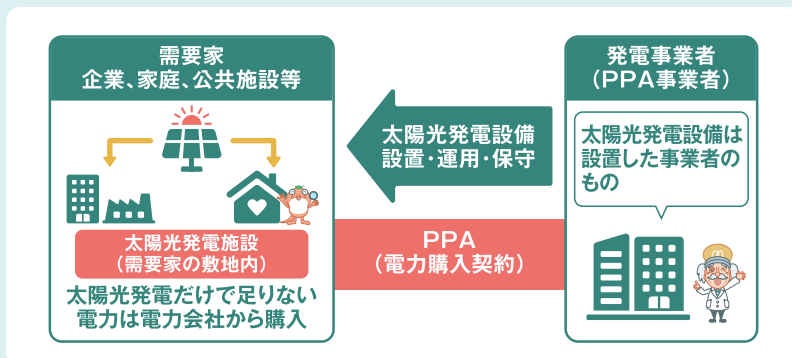 需要家
企業、家庭、公共施設等
太陽光発電施設
（需要家の敷地内）
太陽光発電だけで足りない
電力は電力会社から購入
太陽光発電設備
設置・運用・保守
PPA
（電力購入契約）
発電事業者
（PPA事業者）
太陽光発電設備は
設置した事業者の
もの